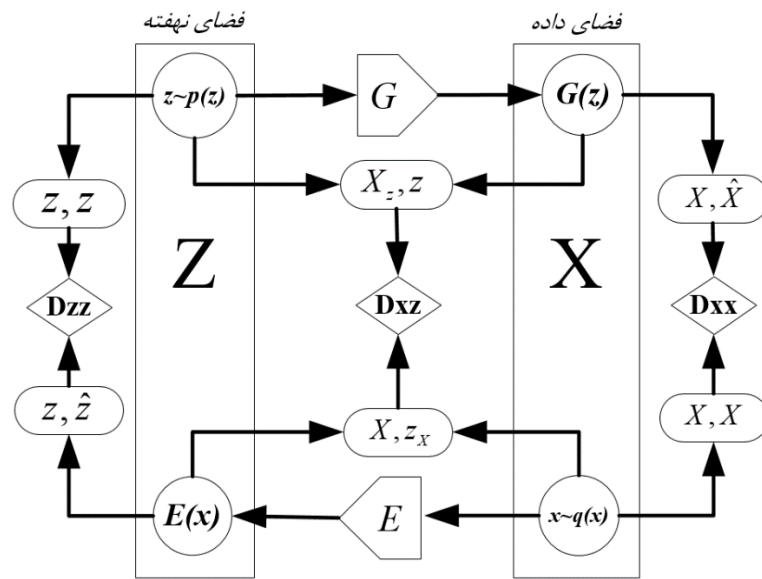 فضای نهفته
فضای داده
z~p(z)
G
G(z)
X_z, z
z, z
X, X̂
Z
X
Dzz
Dxz
Dxx
z, ẑ
X, z_X
X, X
E(x)
E
x~q(x)